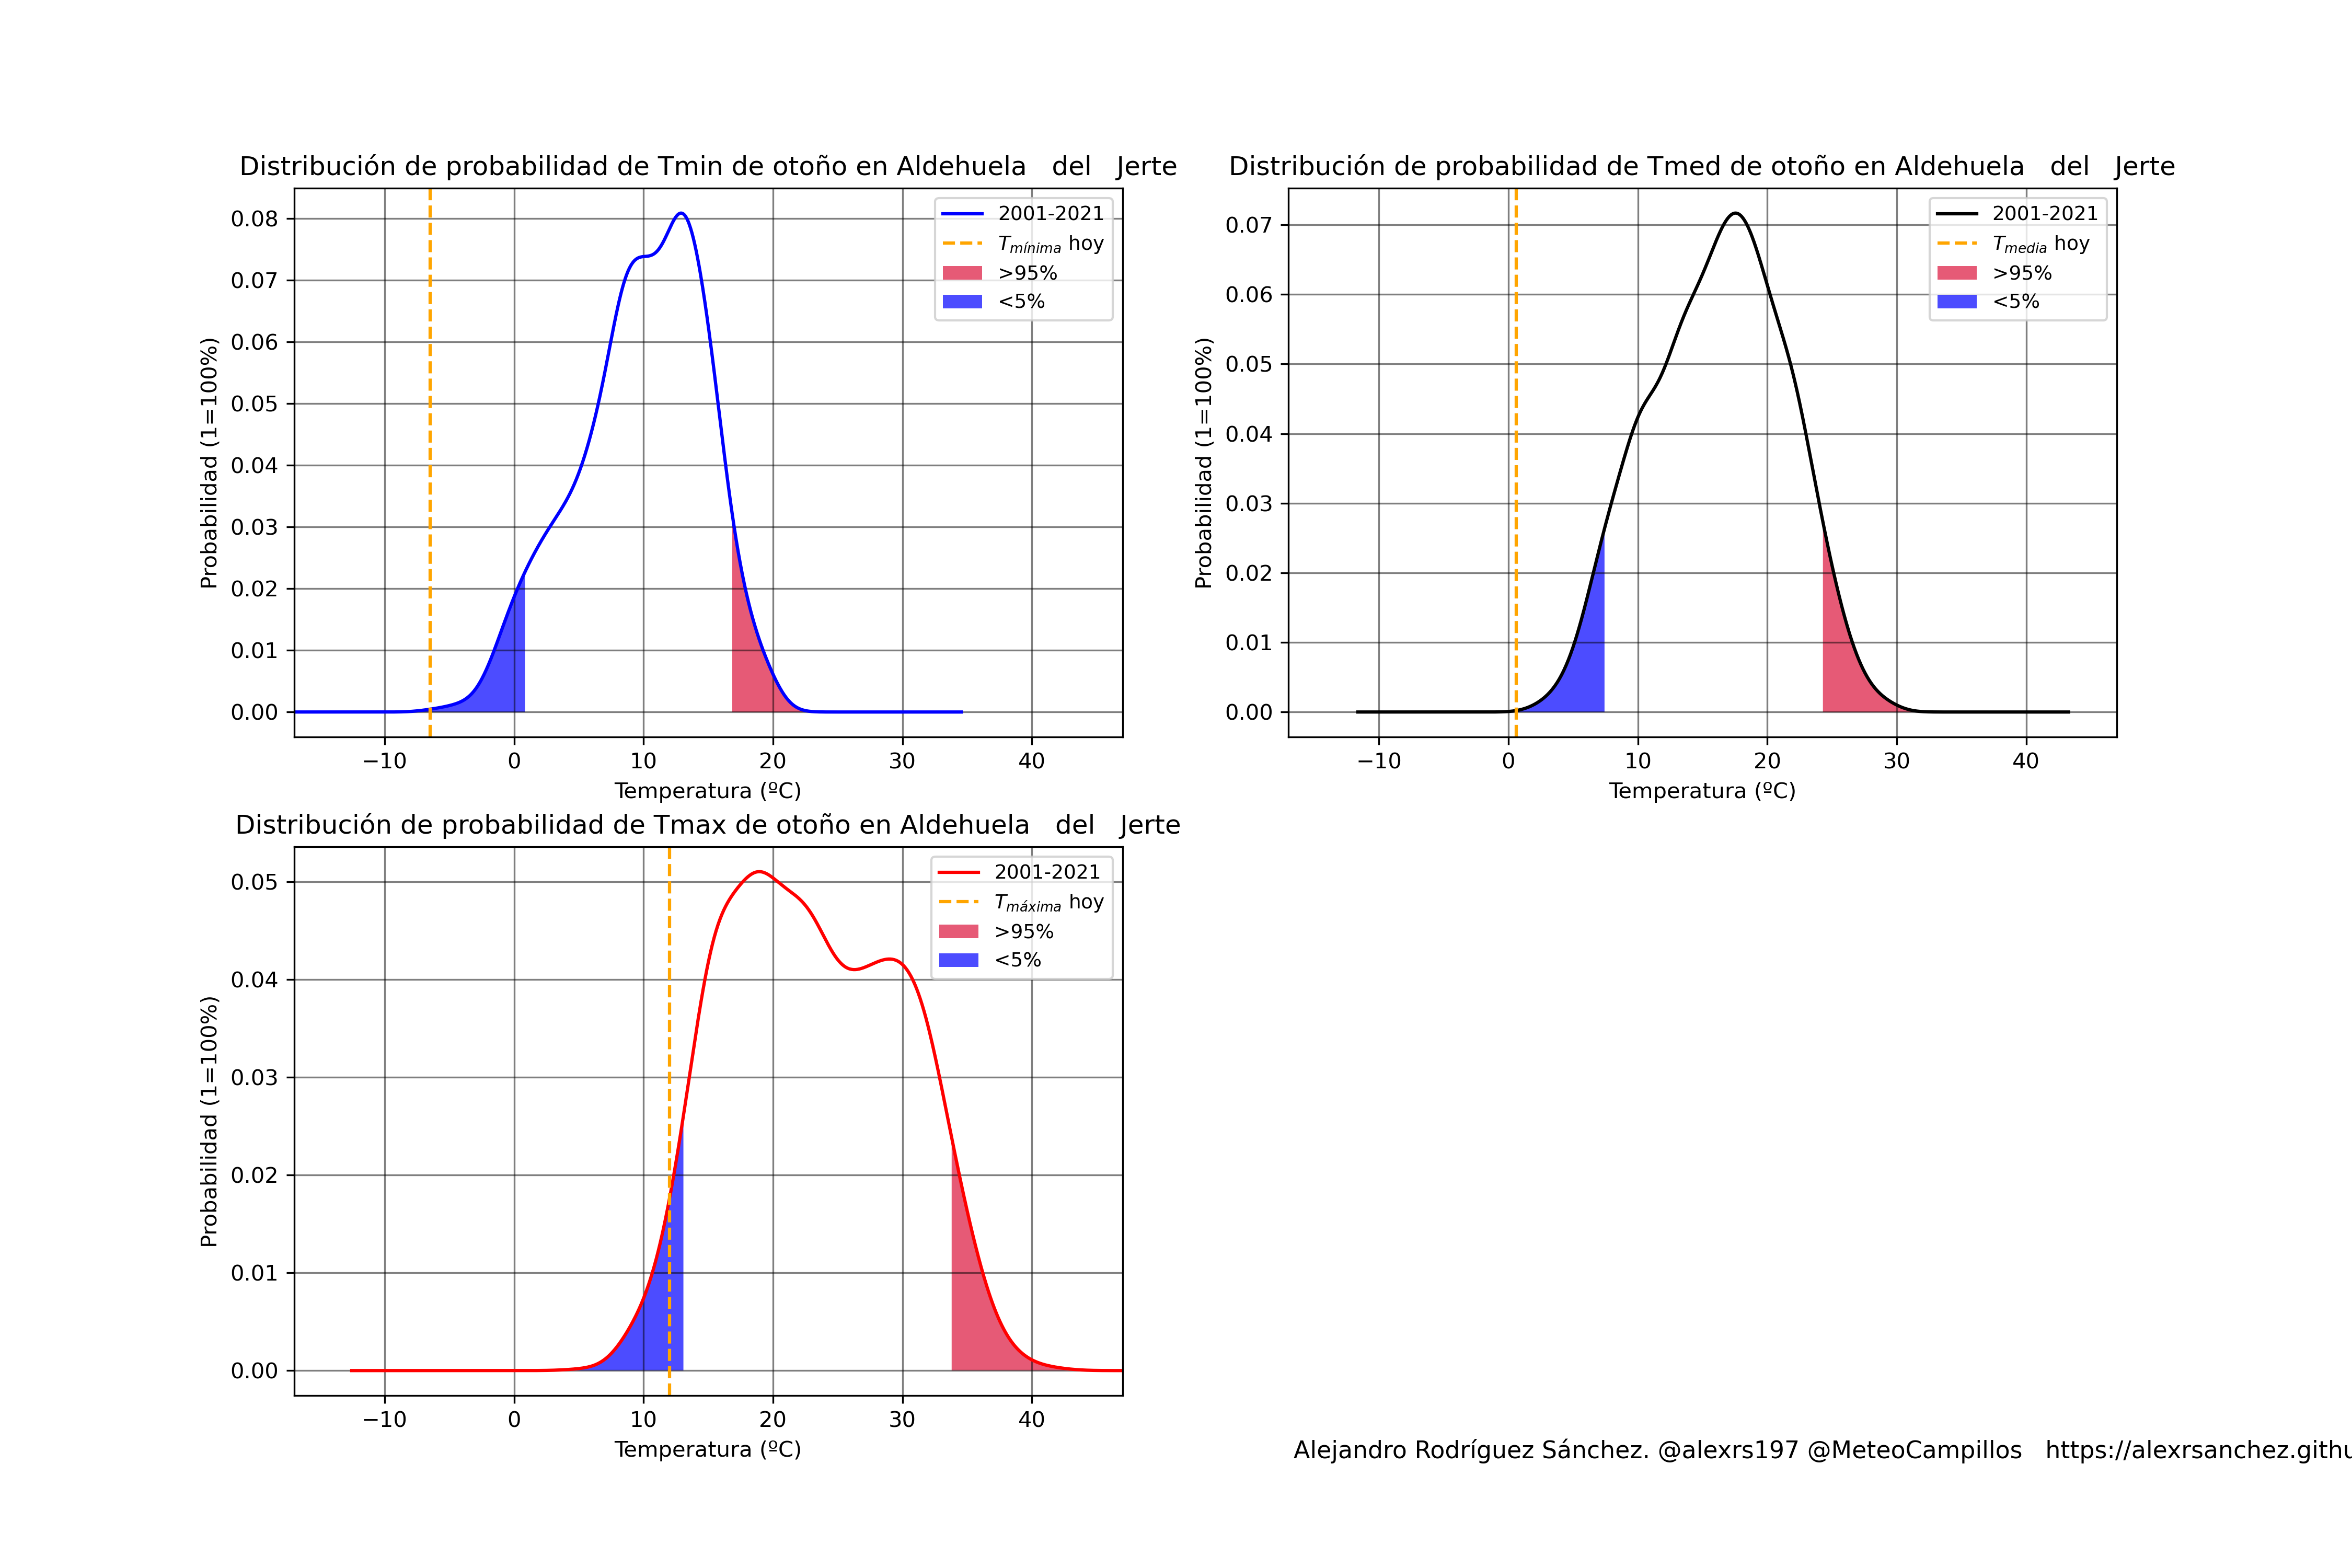 Distribución de probabilidad de Tmin de otoño en Aldehuela   del   Jerte
Probabilidad (1=100%)
0.08
0.07
0.06
0.05
0.04
0.03
0.02
0.01
0.00
2001-2021
Tmínima hoy
>95%
<5%
−10 0 10 20 30 40
Temperatura (ºC)
Distribución de probabilidad de Tmed de otoño en Aldehuela   del   Jerte
Probabilidad (1=100%)
0.07
0.06
0.05
0.04
0.03
0.02
0.01
0.00
2001-2021
Tmedia hoy
>95%
<5%
−10 0 10 20 30 40
Temperatura (ºC)
Distribución de probabilidad de Tmax de otoño en Aldehuela   del   Jerte
Probabilidad (1=100%)
0.05
0.04
0.03
0.02
0.01
0.00
2001-2021
Tmáxima hoy
>95%
<5%
−10 0 10 20 30 40
Temperatura (ºC)
Alejandro Rodríguez Sánchez. @alexrs197 @MeteoCampillos   https://alexrsanchez.githu